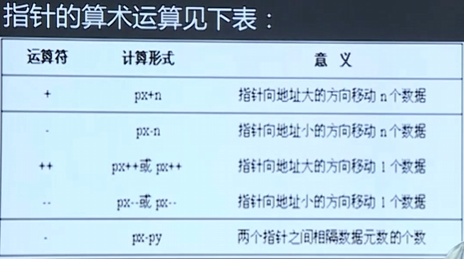 指针的算术运算见下表：
运算符 计算形式 意 义
+ px+n 指针向地址大的方向移动 n 个数据
- px-n 指针向地址小的方向移动 n 个数据
++ px++或 px++ 指针向地址大的方向移动 1 个数据
-- px--或 px-- 指针向地址小的方向移动 1 个数据
- px-py 两个指针之间相隔数据元数的个数